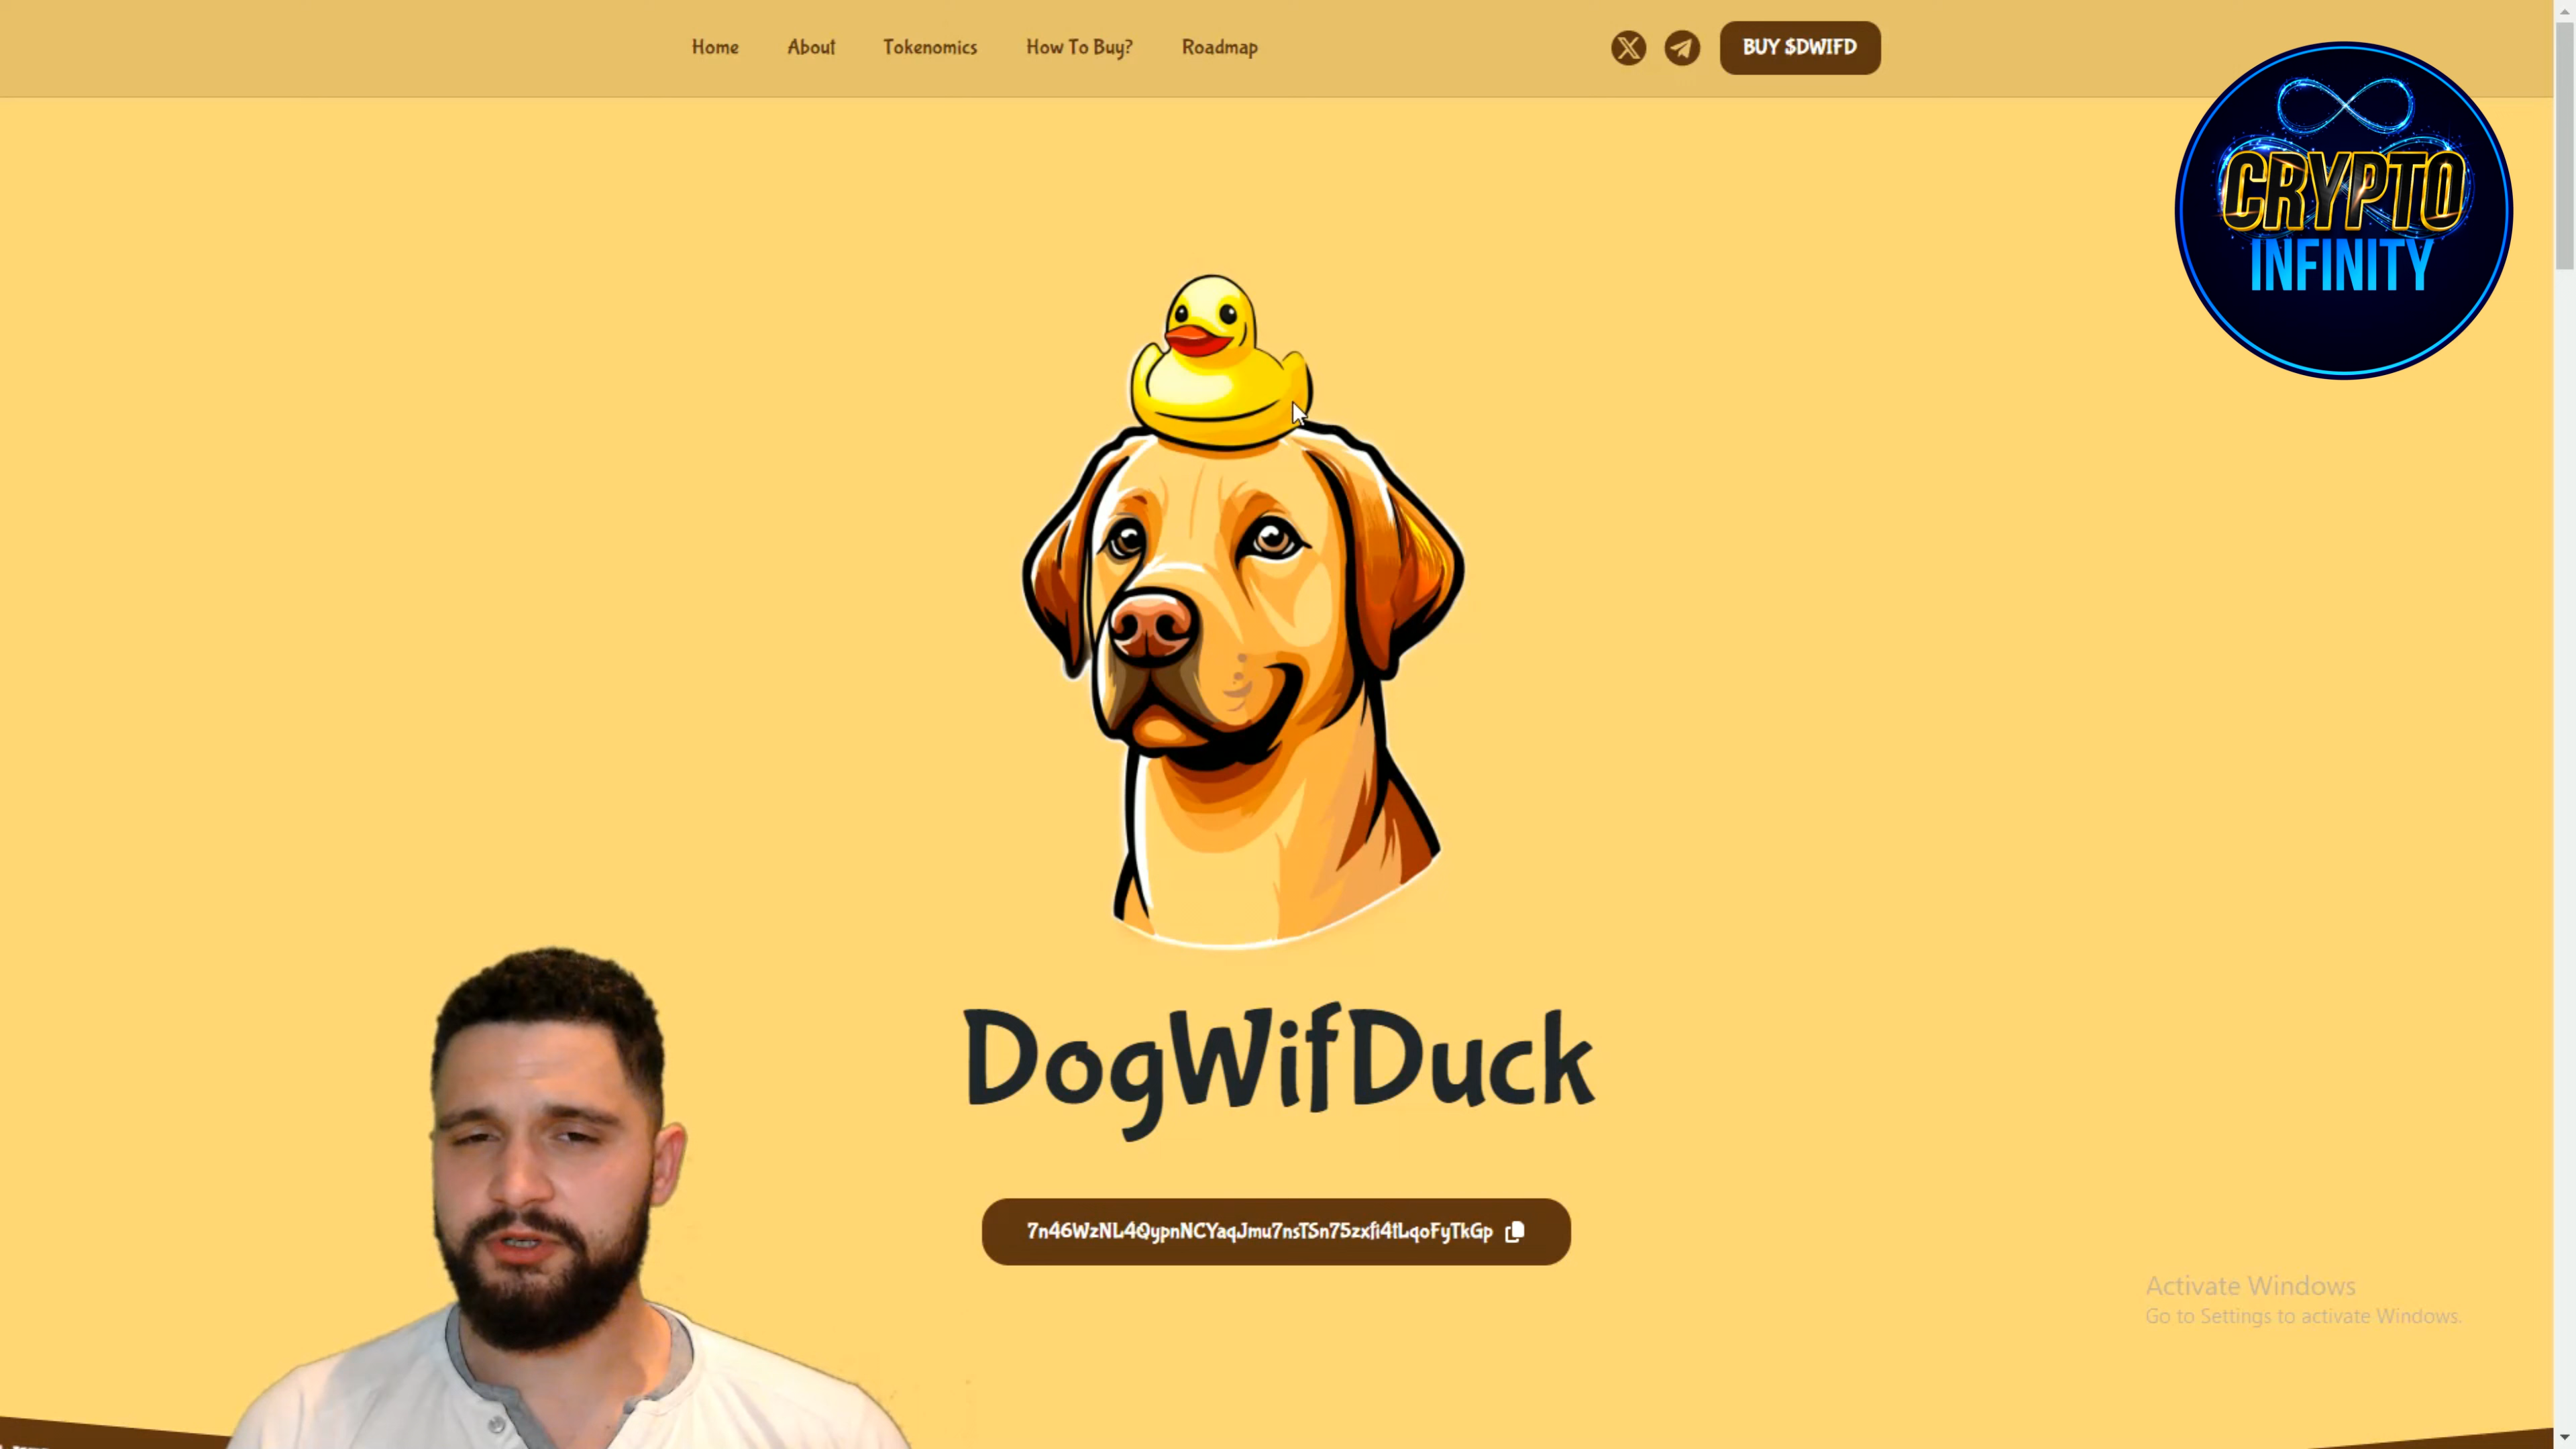 Home About Tokenomics How To Buy? Roadmap BUY $DWIFD
CRYPTO
INFINITY
DogWifDuck
7n46WzNL4QypnNCYaqJmu7nsTSn75zxfi4tLqoFyTkGp
Activate Windows
Go to Settings to activate Windows.